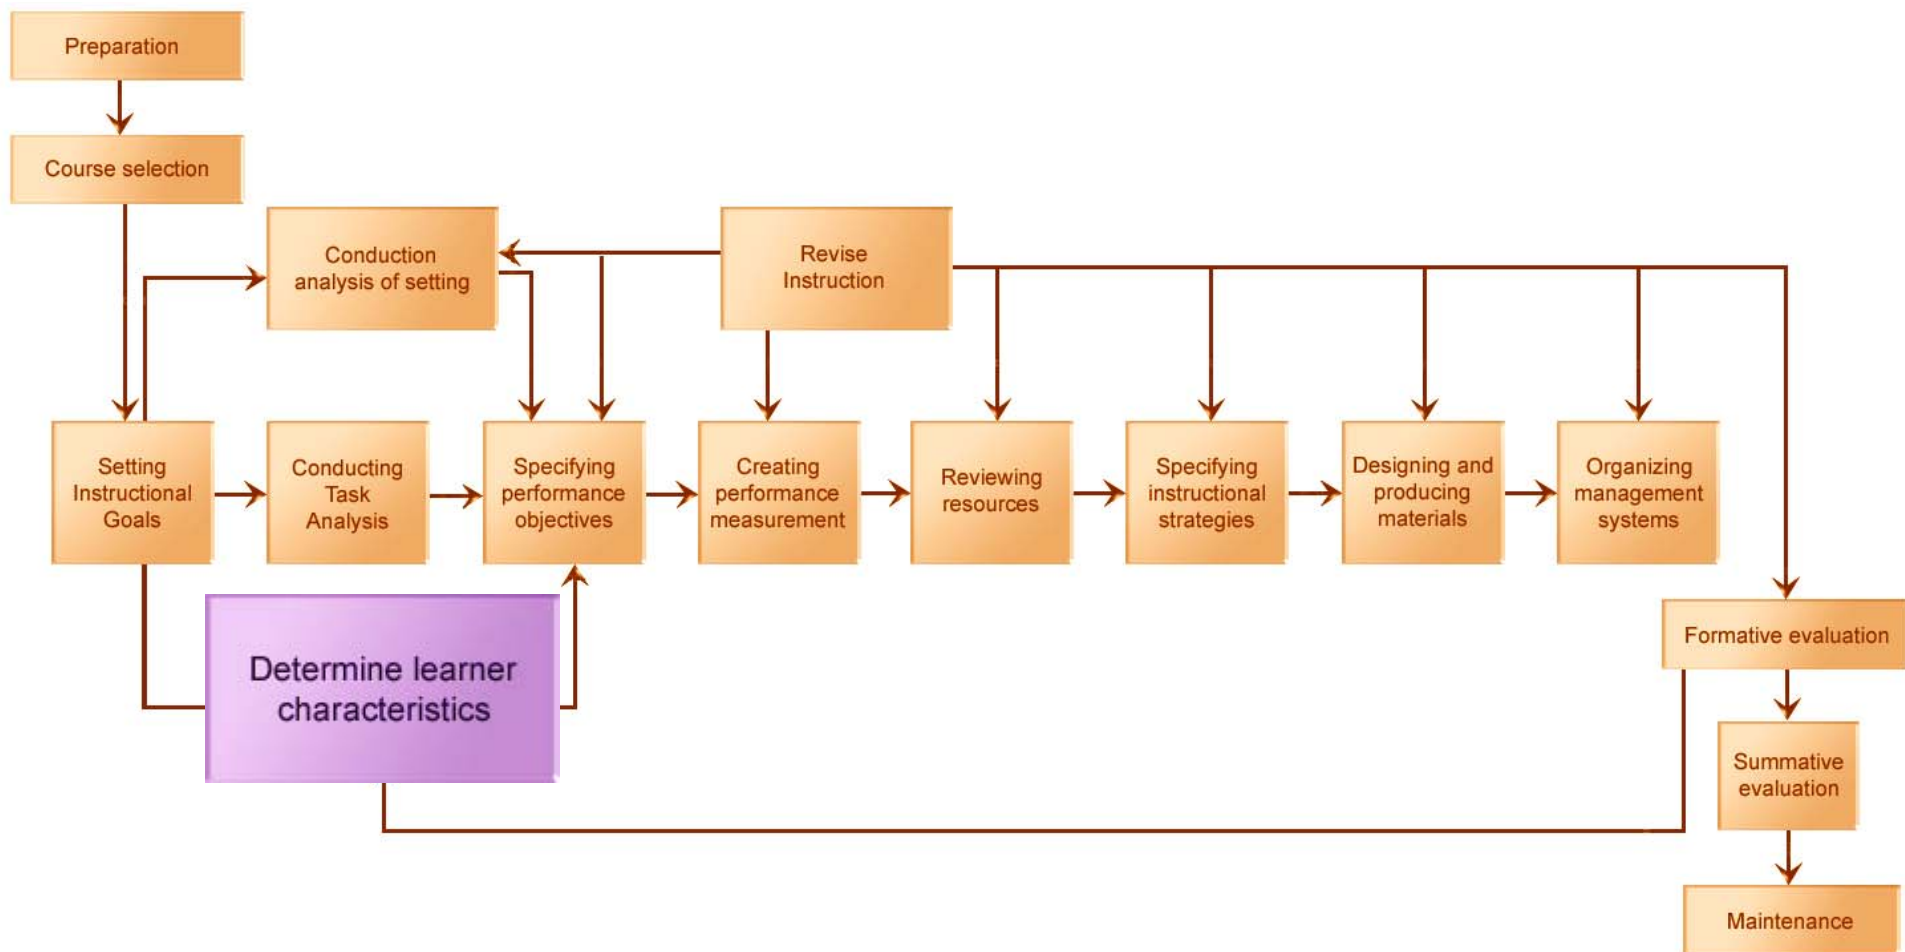 Preparation
Course selection
Conduction
analysis of setting
Revise
Instruction
Setting
Instructional
Goals
Conducting
Task
Analysis
Specifying
performance
objectives
Creating
performance
measurement
Reviewing
resources
Specifying
instructional
strategies
Designing and
producing
materials
Organizing
management
systems
Determine learner
characteristics
Formative evaluation
Summative
evaluation
Maintenance